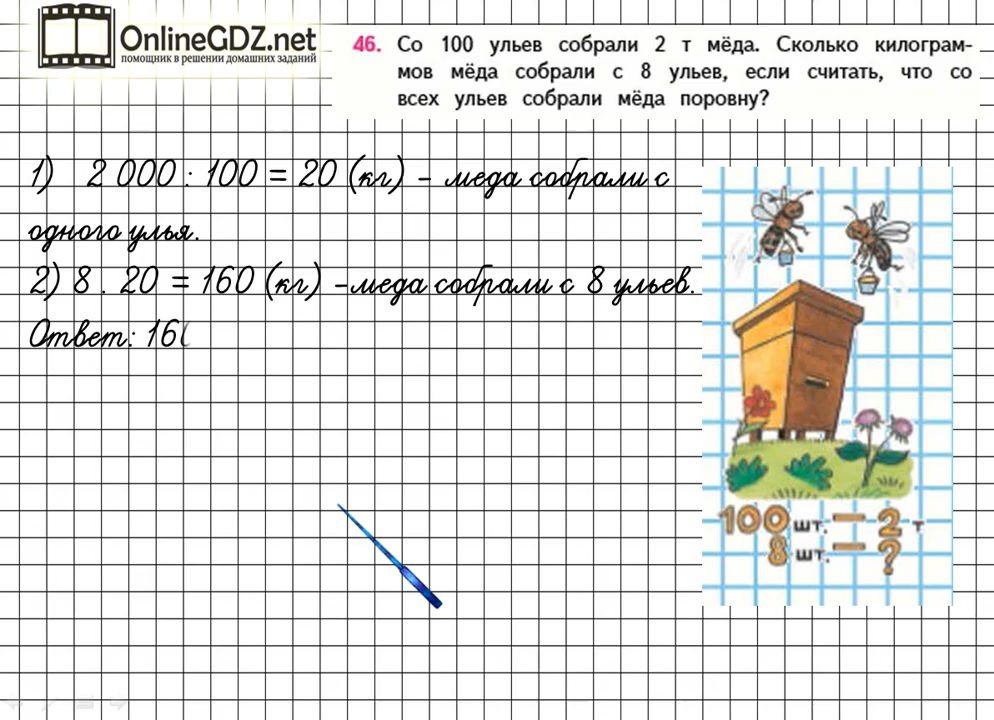 OnlineGDZ.net
помощник в решении домашних заданий
46. Со 100 ульев собрали 2 т мёда. Сколько килограм-
мов мёда собрали с 8 ульев, если считать, что со
всех ульев собрали мёда поровну?
1) 2 000 : 100 = 20 (кг) - меда собрали с
одного улья.
2) 8 . 20 = 160 (кг) -меда собрали с 8 ульев.
Ответ: 160
100 шт. — 2 т
8 шт. — ?